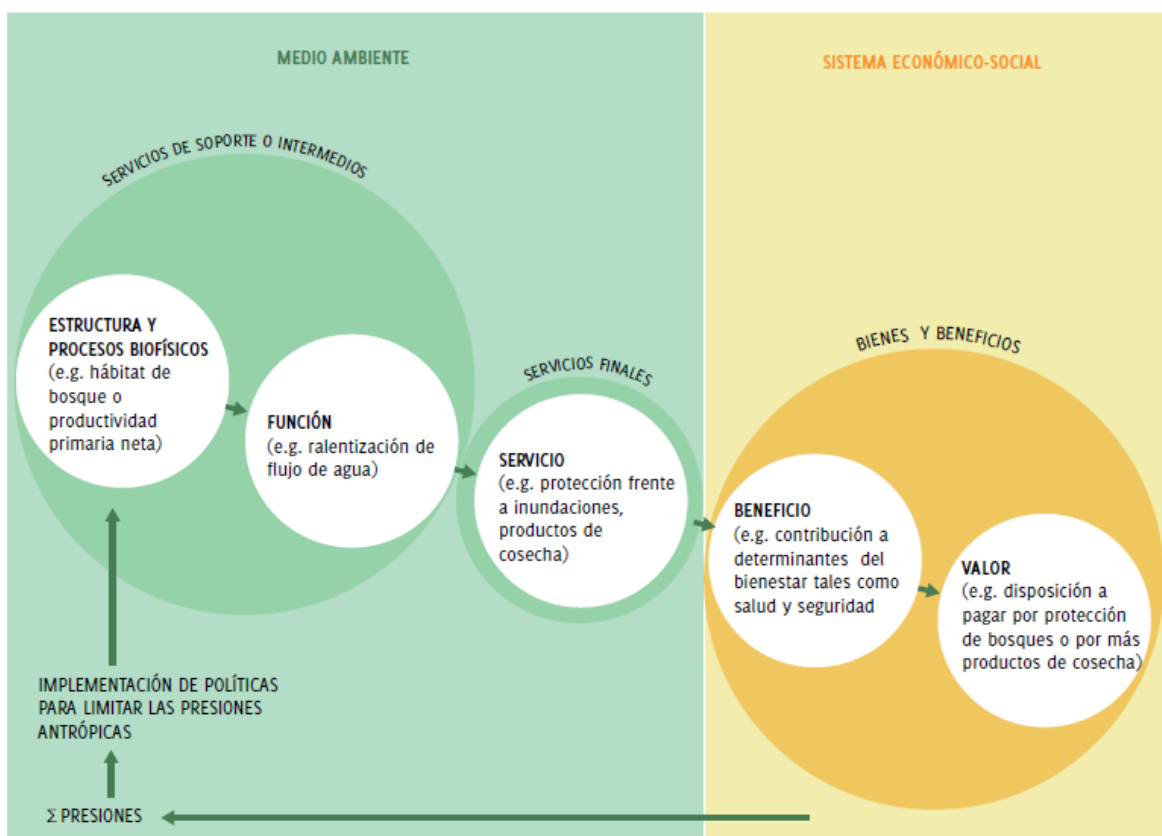 MEDIO AMBIENTE
SISTEMA ECONÓMICO-SOCIAL
SERVICIOS DE SOPORTE O INTERMEDIOS
ESTRUCTURA Y
PROCESOS BIOFÍSICOS
(e.g. hábitat de
bosque o
productividad
primaria neta)
FUNCIÓN
(e.g. ralentización de
flujo de agua)
SERVICIOS FINALES
SERVICIO
(e.g. protección frente
a inundaciones,
productos de
cosecha)
BIENES Y BENEFICIOS
BENEFICIO
(e.g. contribución a
determinantes del
bienestar tales como
salud y seguridad
VALOR
(e.g. disposición a
pagar por protección
de bosques o por más
productos de cosecha)
IMPLEMENTACIÓN DE POLÍTICAS
PARA LIMITAR LAS PRESIONES
ANTRÓPICAS
Σ PRESIONES